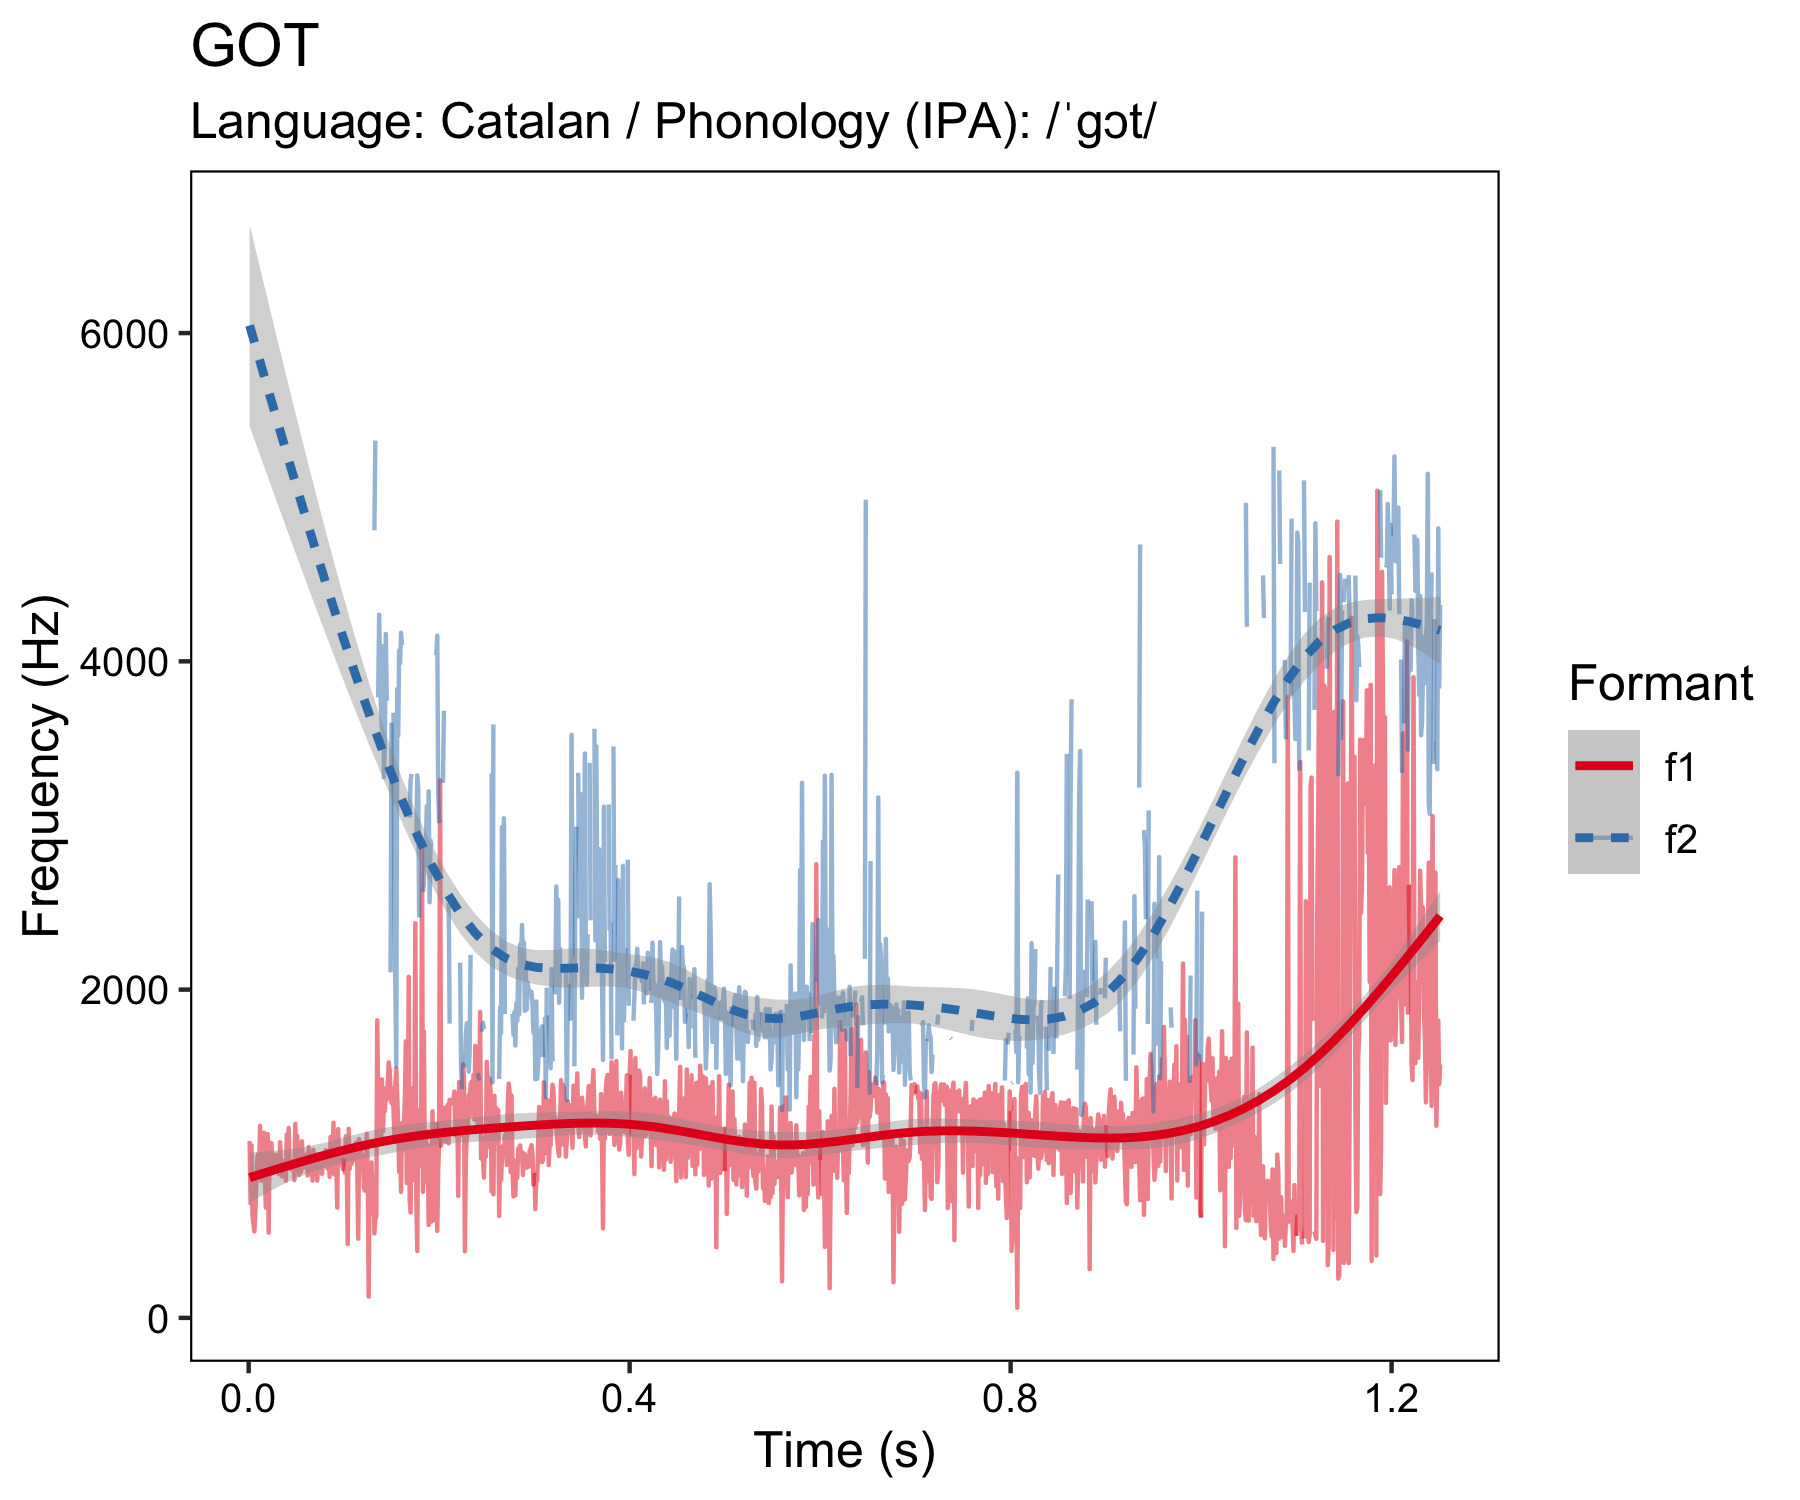 GOT
Language: Catalan / Phonology (IPA): /ˈgɔt/
Frequency (Hz)
6000
4000
2000
0
0.0 0.4 0.8 1.2
Time (s)
Formant
f1
f2